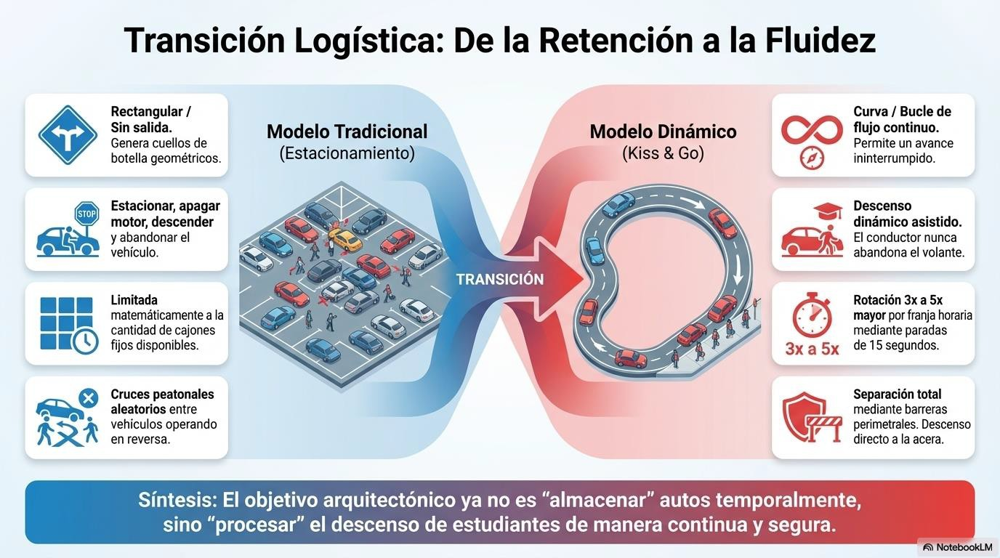 Transición Logística: De la Retención a la Fluidez
Rectangular /
Sin salida.
Genera cuellos de
botella geométricos.
STOP
Estacionar, apagar
motor, descender
y abandonar el
vehículo.
Limitada
matemáticamente a la
cantidad de cajones
fijos disponibles.
Cruces peatonales
aleatorios entre
vehículos operando
en reversa.
Modelo Tradicional
(Estacionamiento)
TRANSICIÓN
Modelo Dinámico
(Kiss & Go)
Curva / Bucle de
flujo continuo.
Permite un avance
ininterrumpido.
Descenso
dinámico asistido.
El conductor nunca
abandona el volante.
3x a 5x
Rotación 3x a 5x
mayor por franja horaria
mediante paradas
de 15 segundos.
Separación total
mediante barreras
perimetrales. Descenso
directo a la acera.
Síntesis: El objetivo arquitectónico ya no es “almacenar” autos temporalmente,
sino “procesar” el descenso de estudiantes de manera continua y segura.
NotebookLM